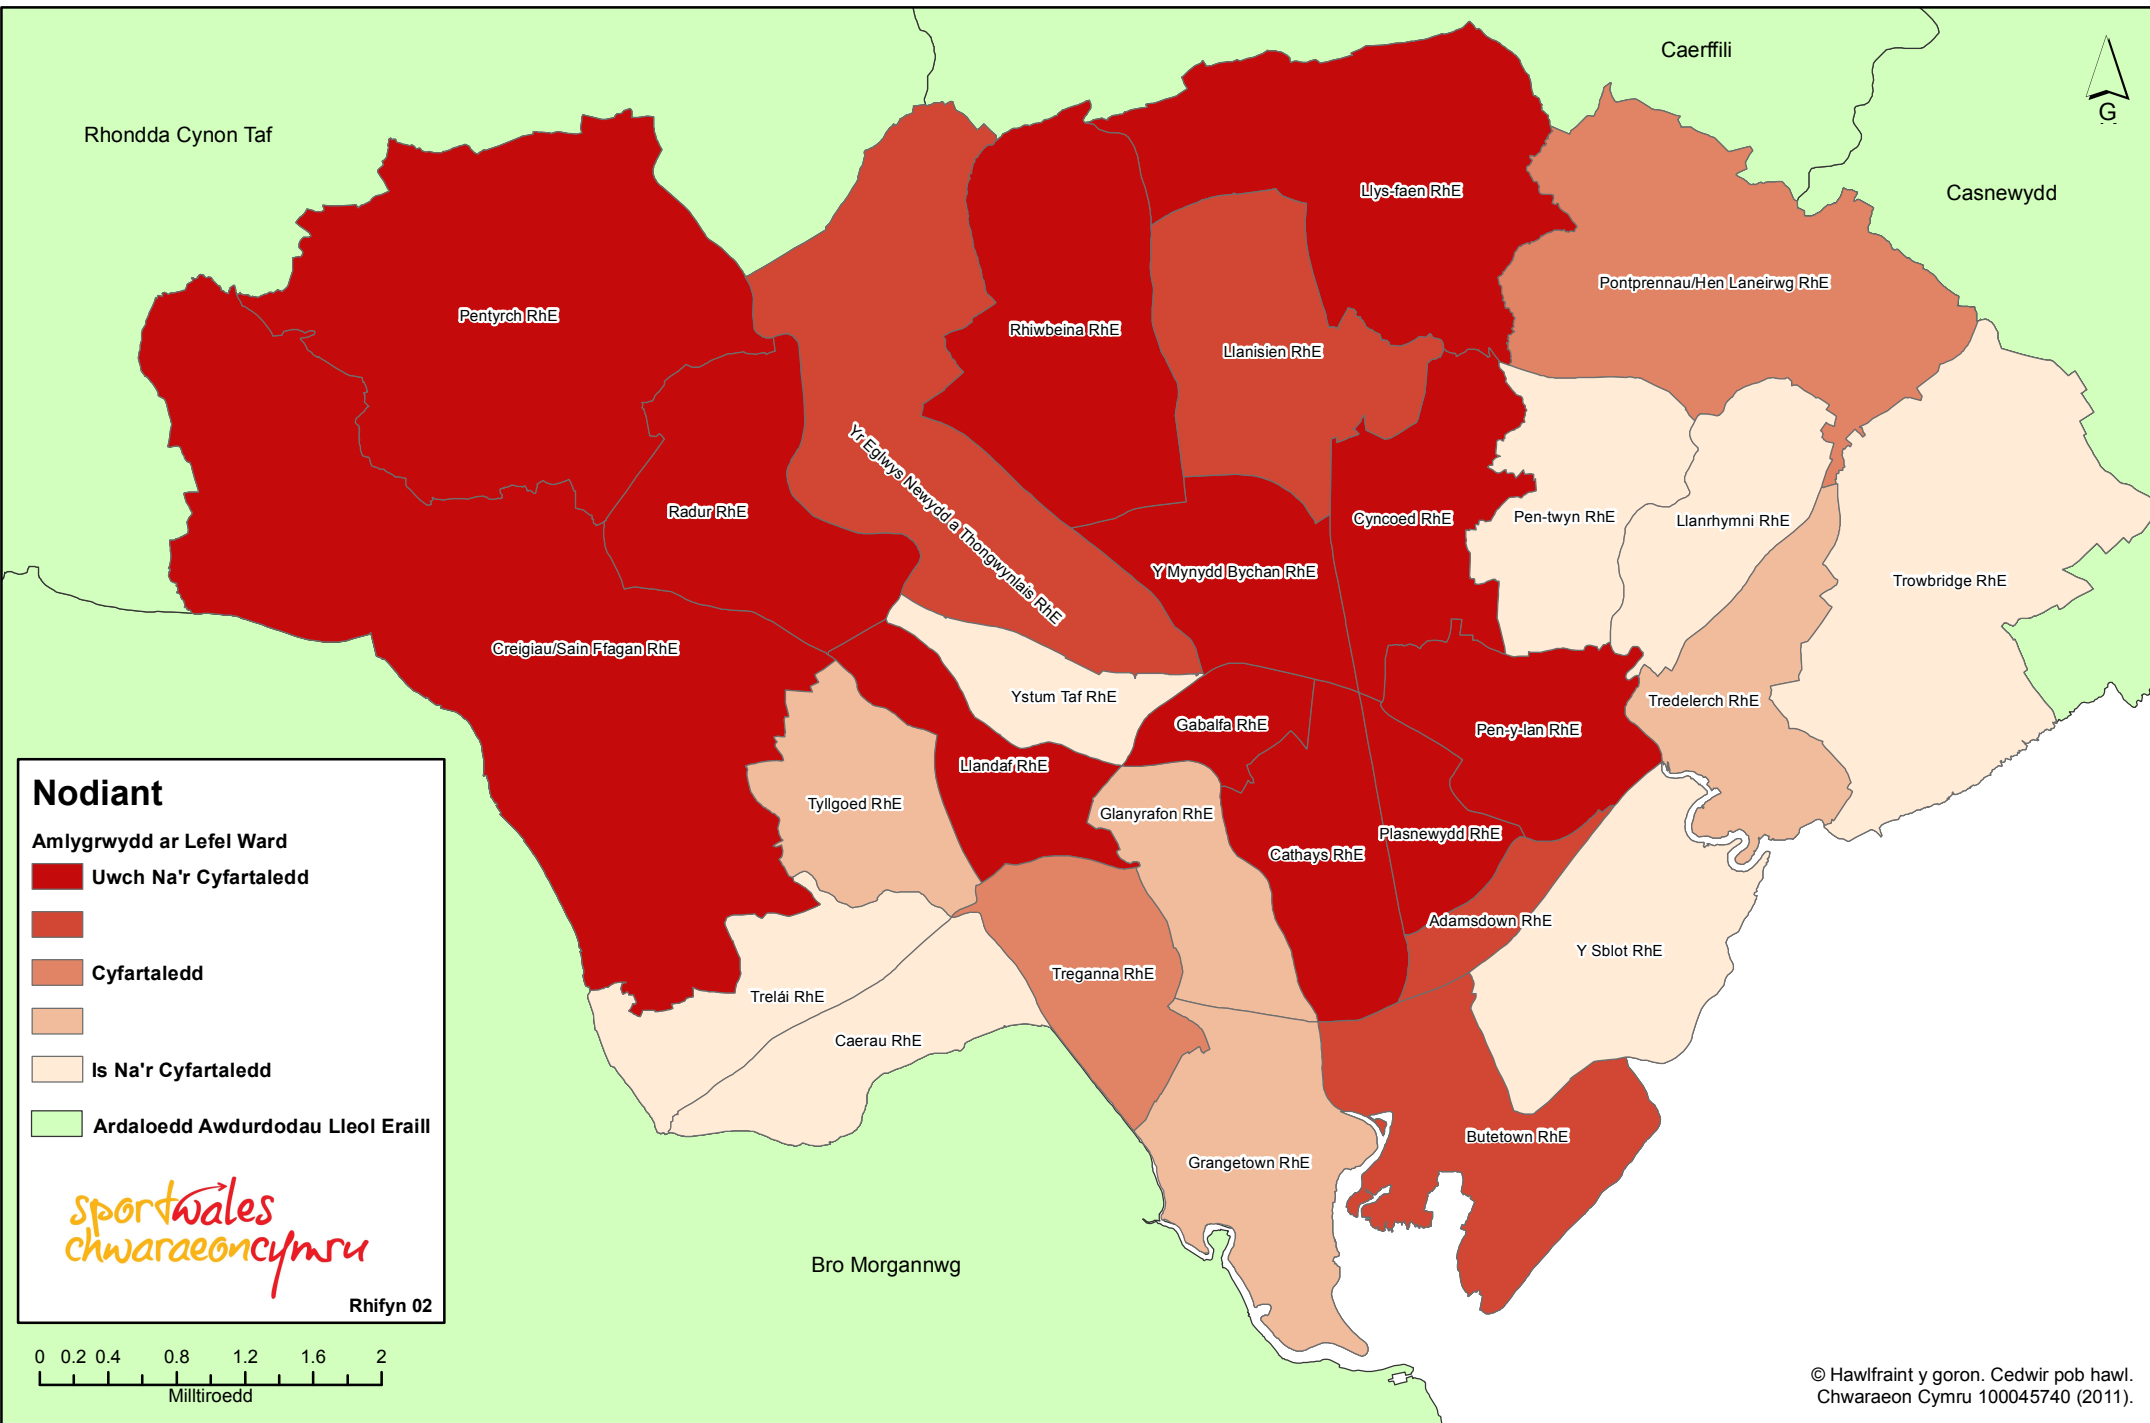 Caerffili
Rhondda Cynon Taf
G
Casnewydd
Llys-faen RhE
Pontprennau/Hen Laneirwg RhE
Pentyrch RhE
Rhiwbeina RhE
Llanisien RhE
Yr Eglwys Newydd a Thongwynlais RhE
Radur RhE
Cyncoed RhE
Pen-twyn RhE
Llanrhymni RhE
Y Mynydd Bychan RhE
Trowbridge RhE
Creigiau/Sain Ffagan RhE
Ystum Taf RhE
Tredelerch RhE
Gabalfa RhE
Pen-y-lan RhE
Llandaf RhE
Tyllgoed RhE
Glanyrafon RhE
Plasnewydd RhE
Cathays RhE
Adamsdown RhE
Y Sblot RhE
Treganna RhE
Trelái RhE
Caerau RhE
Butetown RhE
Grangetown RhE
Bro Morgannwg
Nodiant
Amlygrwydd ar Lefel Ward
Uwch Na'r Cyfartaledd
Cyfartaledd
Is Na'r Cyfartaledd
Ardaloedd Awdurdodau Lleol Eraill
sportwales
chwaraeoncymru
Rhifyn 02
0 0.2 0.4 0.8 1.2 1.6 2
Milltiroedd
© Hawlfraint y goron. Cedwir pob hawl.
Chwaraeon Cymru 100045740 (2011).